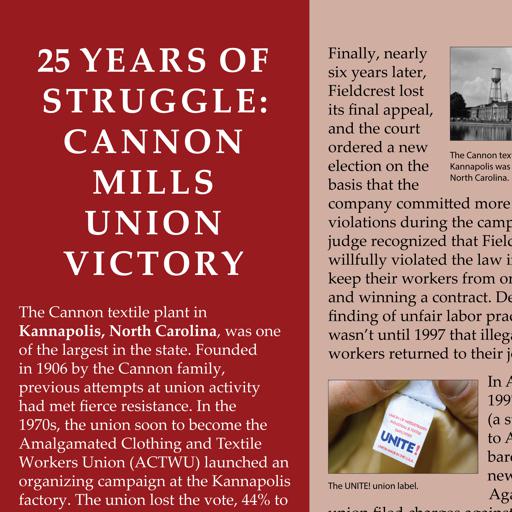 25 YEARS OF
STRUGGLE:
CANNON
MILLS
UNION
VICTORY
The Cannon textile plant in
Kannapolis, North Carolina, was one
of the largest in the state. Founded
in 1906 by the Cannon family,
previous attempts at union activity
had met fierce resistance. In the
1970s, the union soon to become the
Amalgamated Clothing and Textile
Workers Union (ACTWU) launched an
organizing campaign at the Kannapolis
factory. The union lost the vote, 44% to
Finally, nearly
six years later,
Fieldcrest lost
its final appeal,
and the court
ordered a new
election on the
basis that the
company committed more
violations during the camp
judge recognized that Field
willfully violated the law i
keep their workers from or
and winning a contract. De
finding of unfair labor prac
wasn't until 1997 that illega
workers returned to their j
The Cannon tex
Kannapolis was
North Carolina.
UNITE!
The UNITE! union label.
In A
199
(a s
to A
bar
new
Aga
union filed charges against